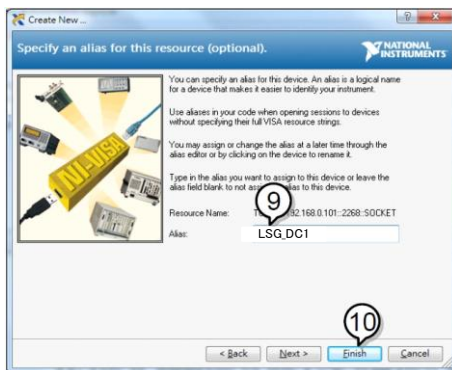 Create New ...
Specify an alias for this resource (optional).
NATIONAL
INSTRUMENTS
You can specify an alias for this device. An alias is a logical name
for a device that makes it easier to identify your instrument.
Use aliases in your code when opening sessions to devices
without specifying their full VISA resource strings.
You may assign or change the alias at a later time through the
alias editor or by clicking on the device to rename it.
Type in the alias you want to assign to this device or leave the
alias field blank to not alias to this device.
9
Resource Name: 92.168.0.101::2268::SOCKET
Alias: LSG_DC1
NI-VISA
10
< Back Next > Finish Cancel